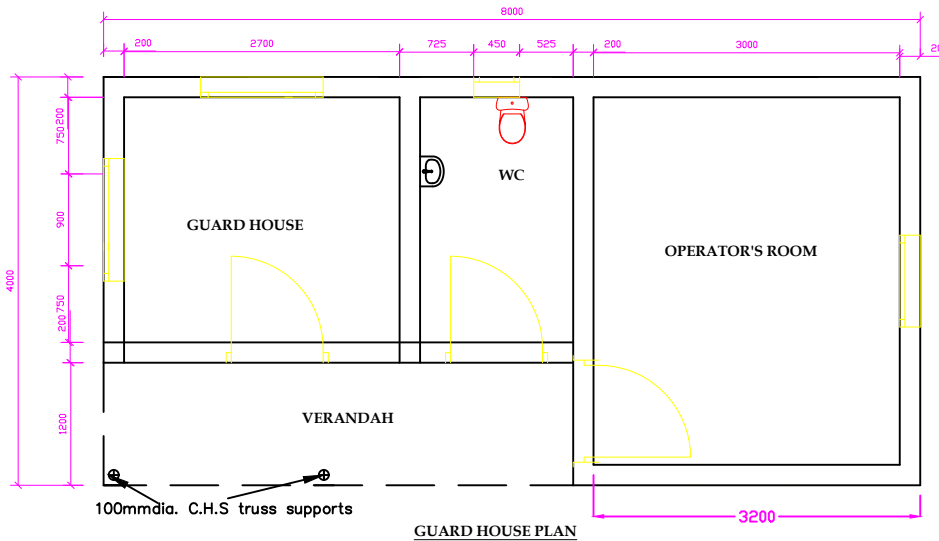 8000
200 2700 725 450 525 200 3000
200
750
900
750
200
1200
4000
WC
GUARD HOUSE
OPERATOR'S ROOM
VERANDAH
100mmdia. C.H.S truss supports
3200
GUARD HOUSE PLAN